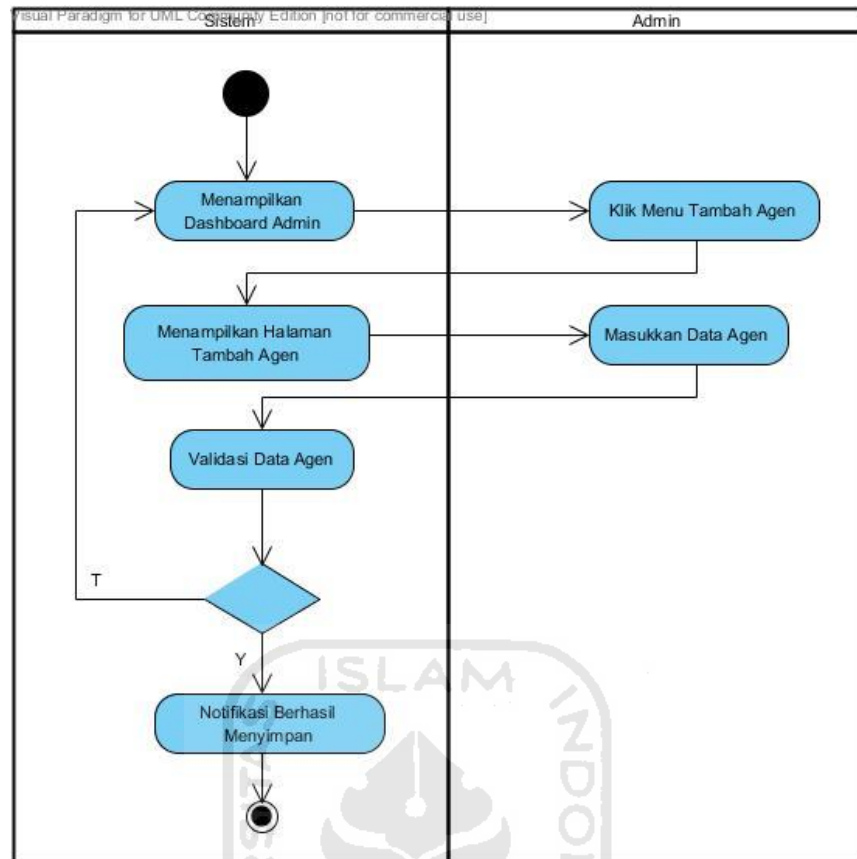 Visual Paradigm for UML Community Edition [not for commercial use]
Sistem
Admin
Menampilkan
Dashboard Admin
Klik Menu Tambah Agen
Menampilkan Halaman
Tambah Agen
Masukkan Data Agen
Validasi Data Agen
T
Y
Notifikasi Berhasil
Menyimpan
ISLAM